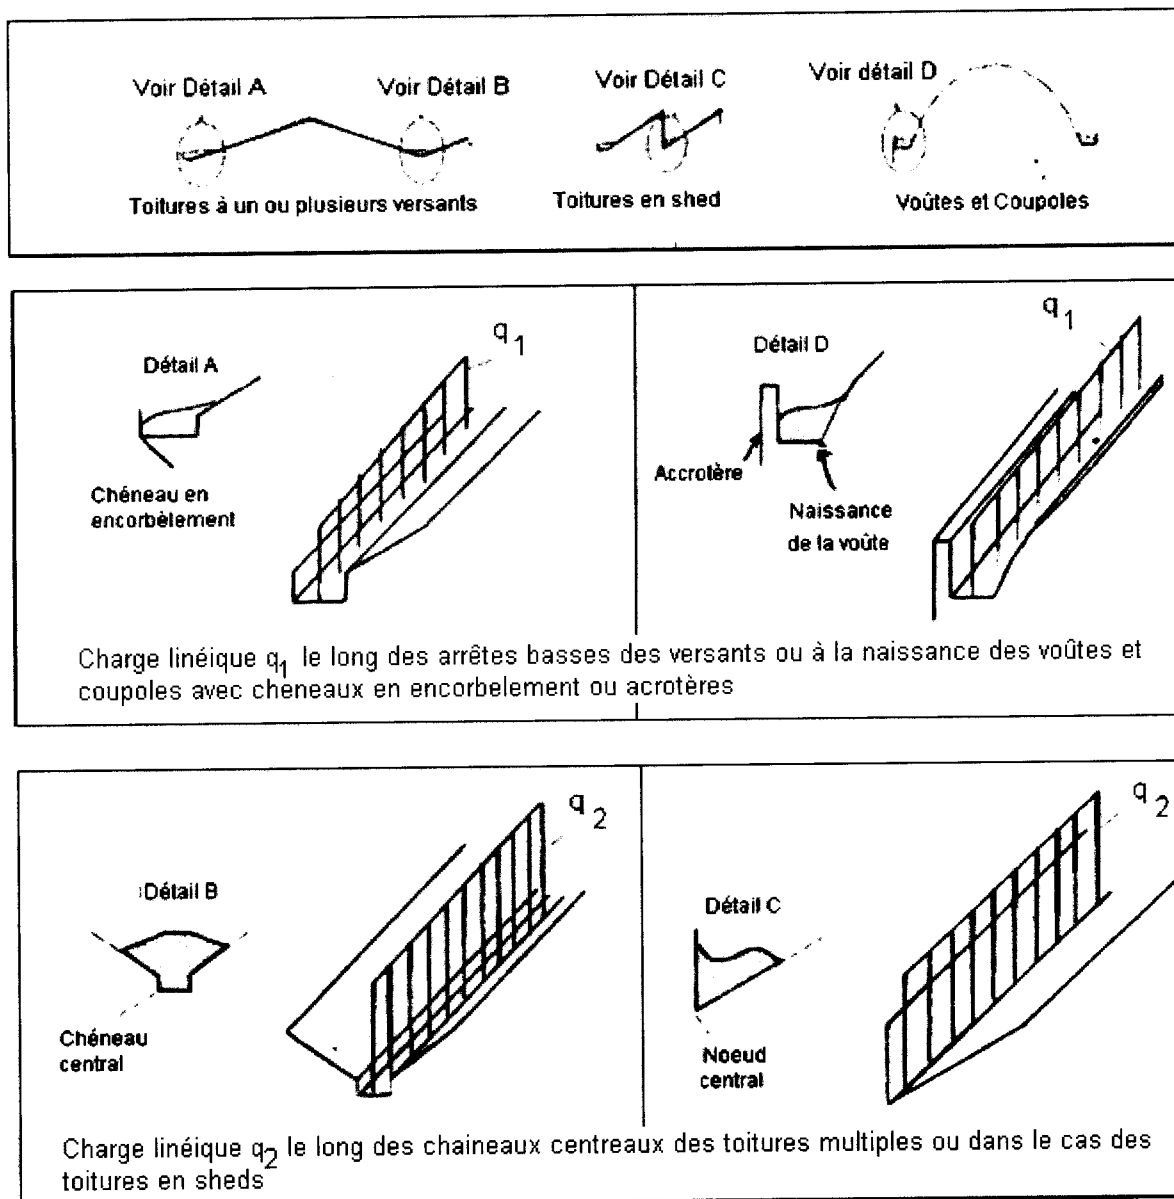 Voir Détail A
Voir Détail B
Voir Détail C
Voir détail D
Toitures à un ou plusieurs versants
Toitures en shed
Voûtes et Coupoles
Détail A
q1
Chéneau en
encorbèlement
Détail D
q1
Accrotère
Naissance
de la voûte
Charge linéique q1 le long des arrêtes basses des versants ou à la naissance des voûtes et
coupoles avec cheneaux en encorbelement ou acrotères
Détail B
q2
Chéneau
central
Détail C
q2
Noeud
central
Charge linéique q2 le long des chaineaux centreaux des toitures multiples ou dans le cas des
toitures en sheds